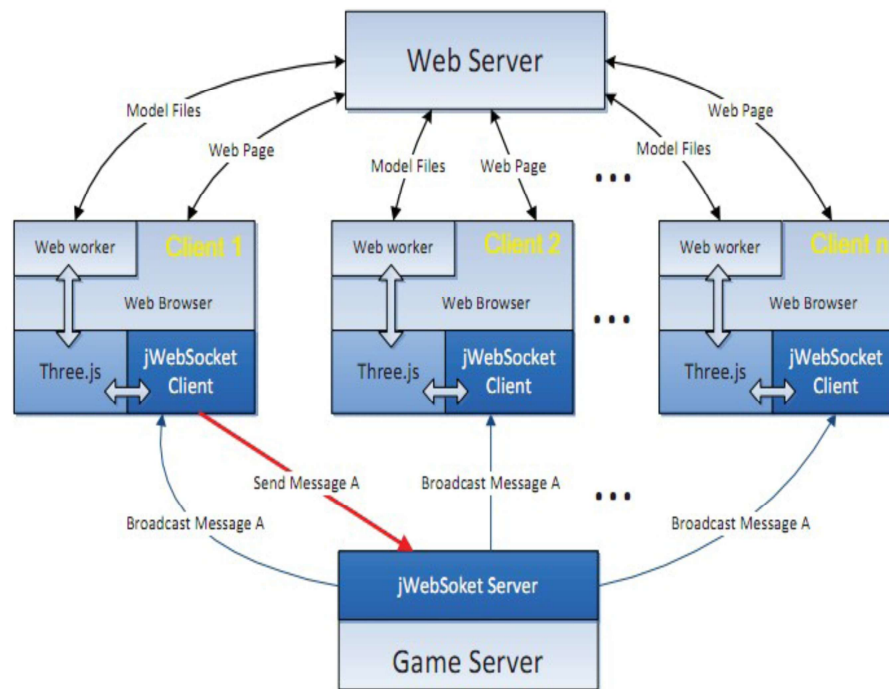 Web Server
Model Files
Web Page
Model Files
Web Page
Model Files
Web Page
...
Web worker
Client 1
Web Browser
Three.js
jWebSocket
Client
Web worker
Client 2
Web Browser
Three.js
jWebSocket
Client
...
Web worker
Client n
Web Browser
Three.js
jWebSocket
Client
Send Message A
Broadcast Message A
Broadcast Message A
...
Broadcast Message A
jWebSoket Server
Game Server